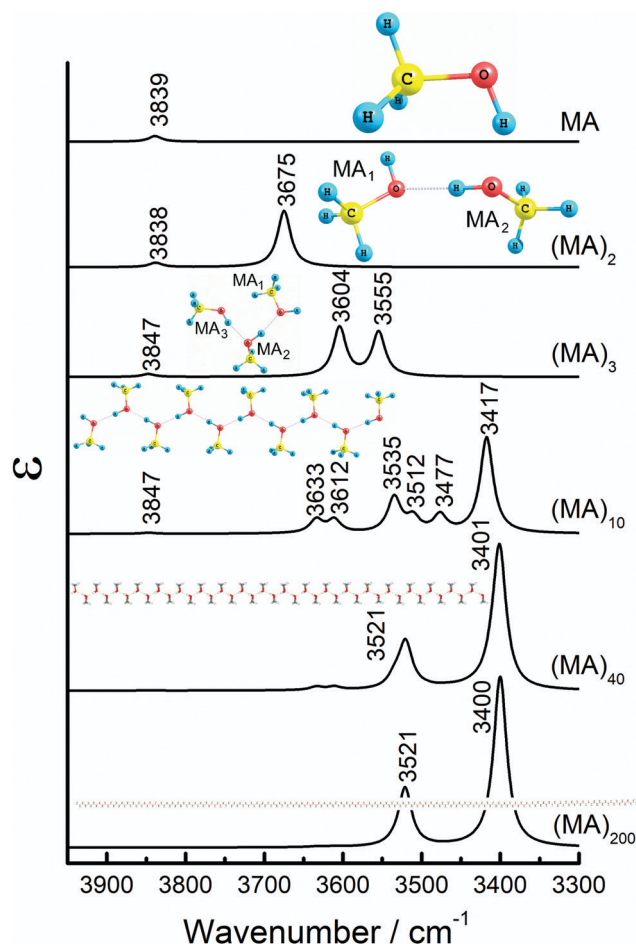 3839
MA
C
O
H
H
H
H
3838
3675
MA₁
MA₂
H
O
H
O
H
C
H
H
H
C
H
H
(MA)₂
3847
3604
3555
MA₁
MA₃
MA₂
(MA)₃
3847
3633
3612
3535
3512
3477
3417
(MA)₁₀
3521
3401
(MA)₄₀
3521
3400
(MA)₂₀₀
ε
3900 3800 3700 3600 3500 3400 3300
Wavenumber / cm⁻¹